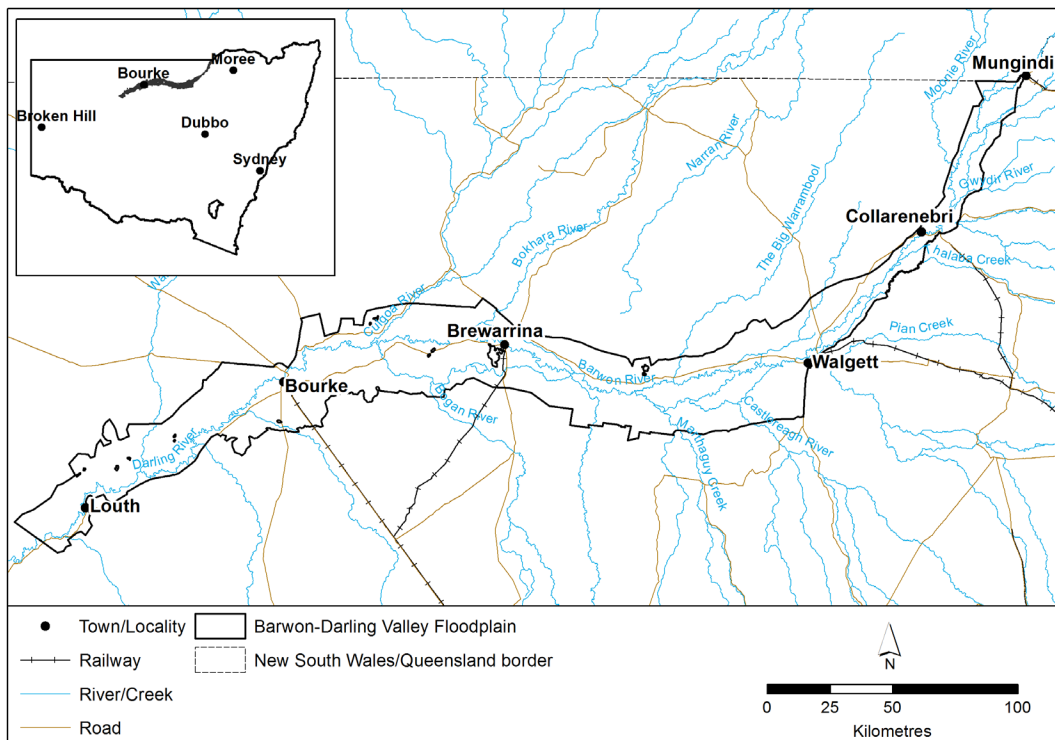 Moree
Bourke
Broken Hill
Dubbo
Sydney
Mungindi
Moonie River
Narran River
Gwydir River
The Big Warrambool
Collarenebri
Bokhara River
Thalaba Creek
Culgoa River
Pian Creek
Brewarrina
Barwon River
Walgett
Bourke
Bogan River
Castlereagh River
Marthaguy Creek
Darling River
Louth
Town/Locality
Barwon-Darling Valley Floodplain
Railway
New South Wales/Queensland border
River/Creek
Road
N
0 25 50 100
Kilometres